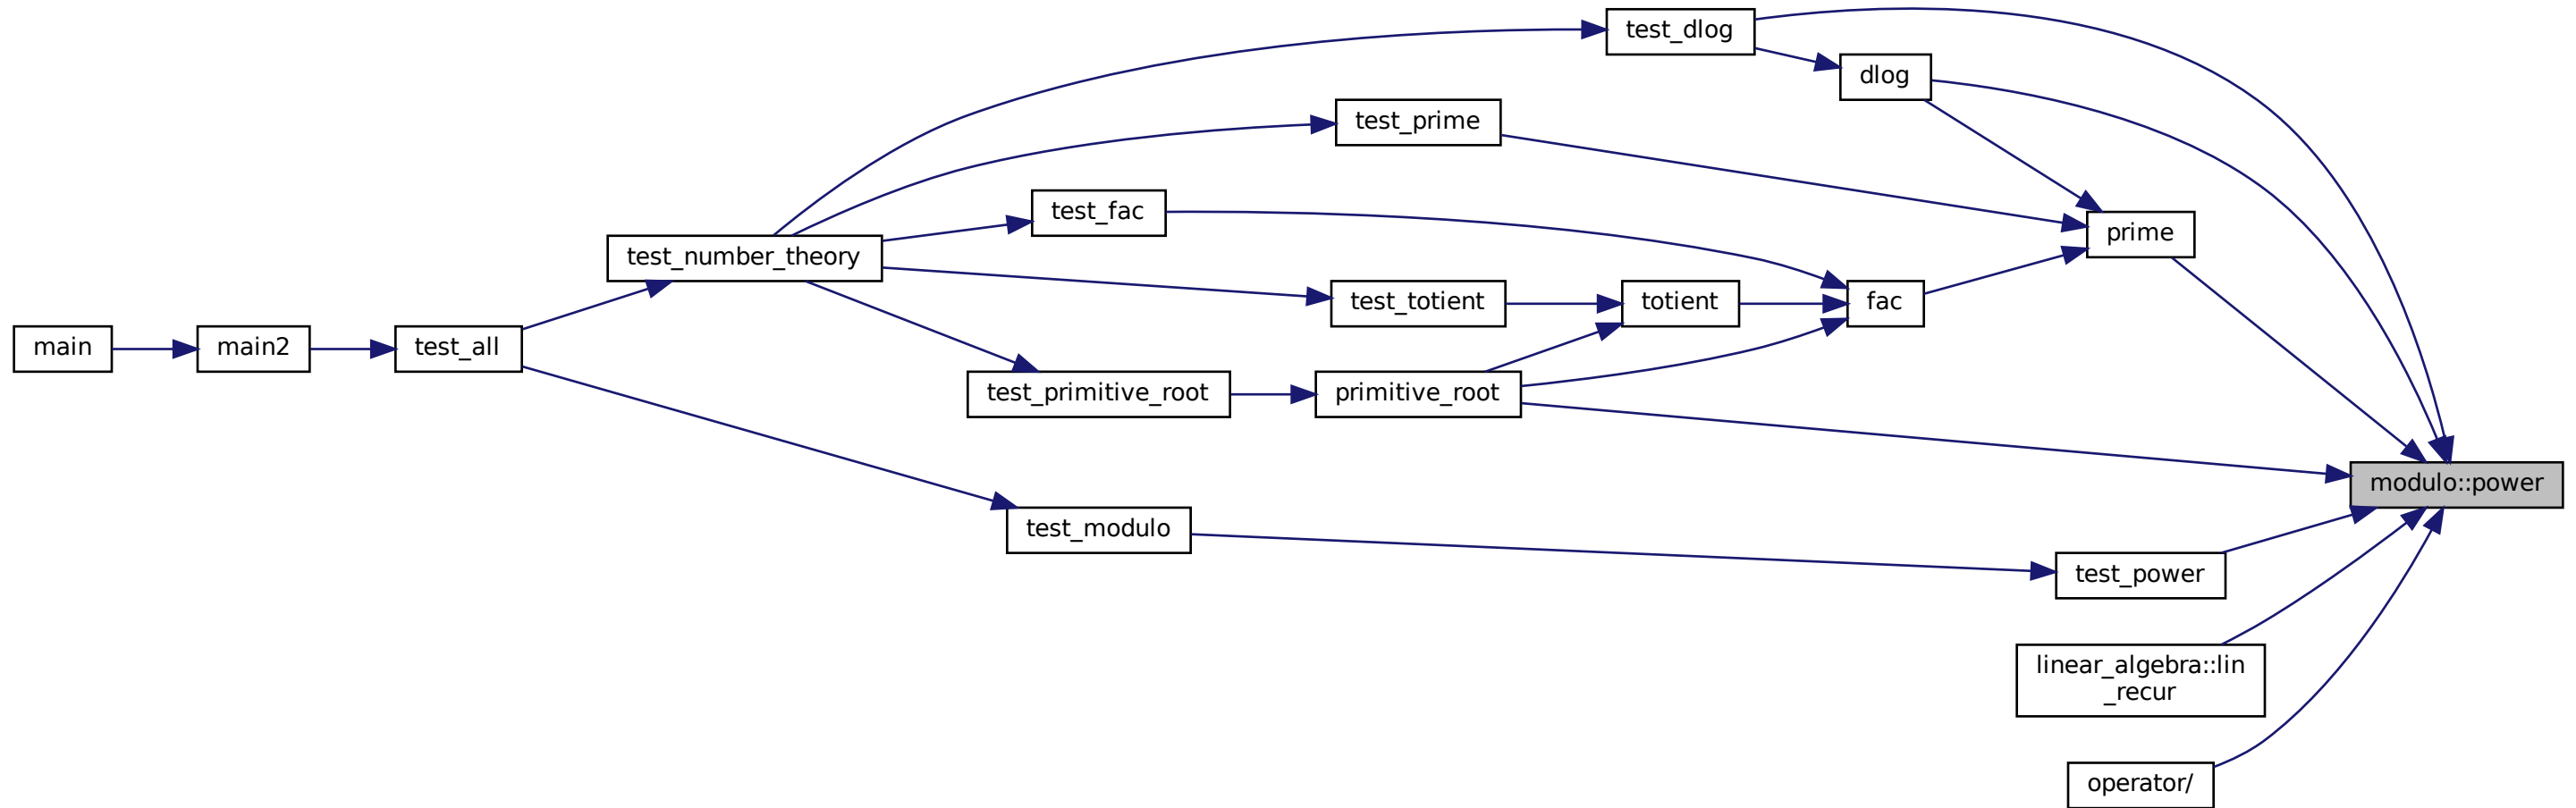 test_dlog
dlog
test_prime
test_fac
prime
test_number_theory
test_totient
totient
fac
main
main2
test_all
test_primitive_root
primitive_root
modulo::power
test_modulo
test_power
linear_algebra::lin
_recur
operator/